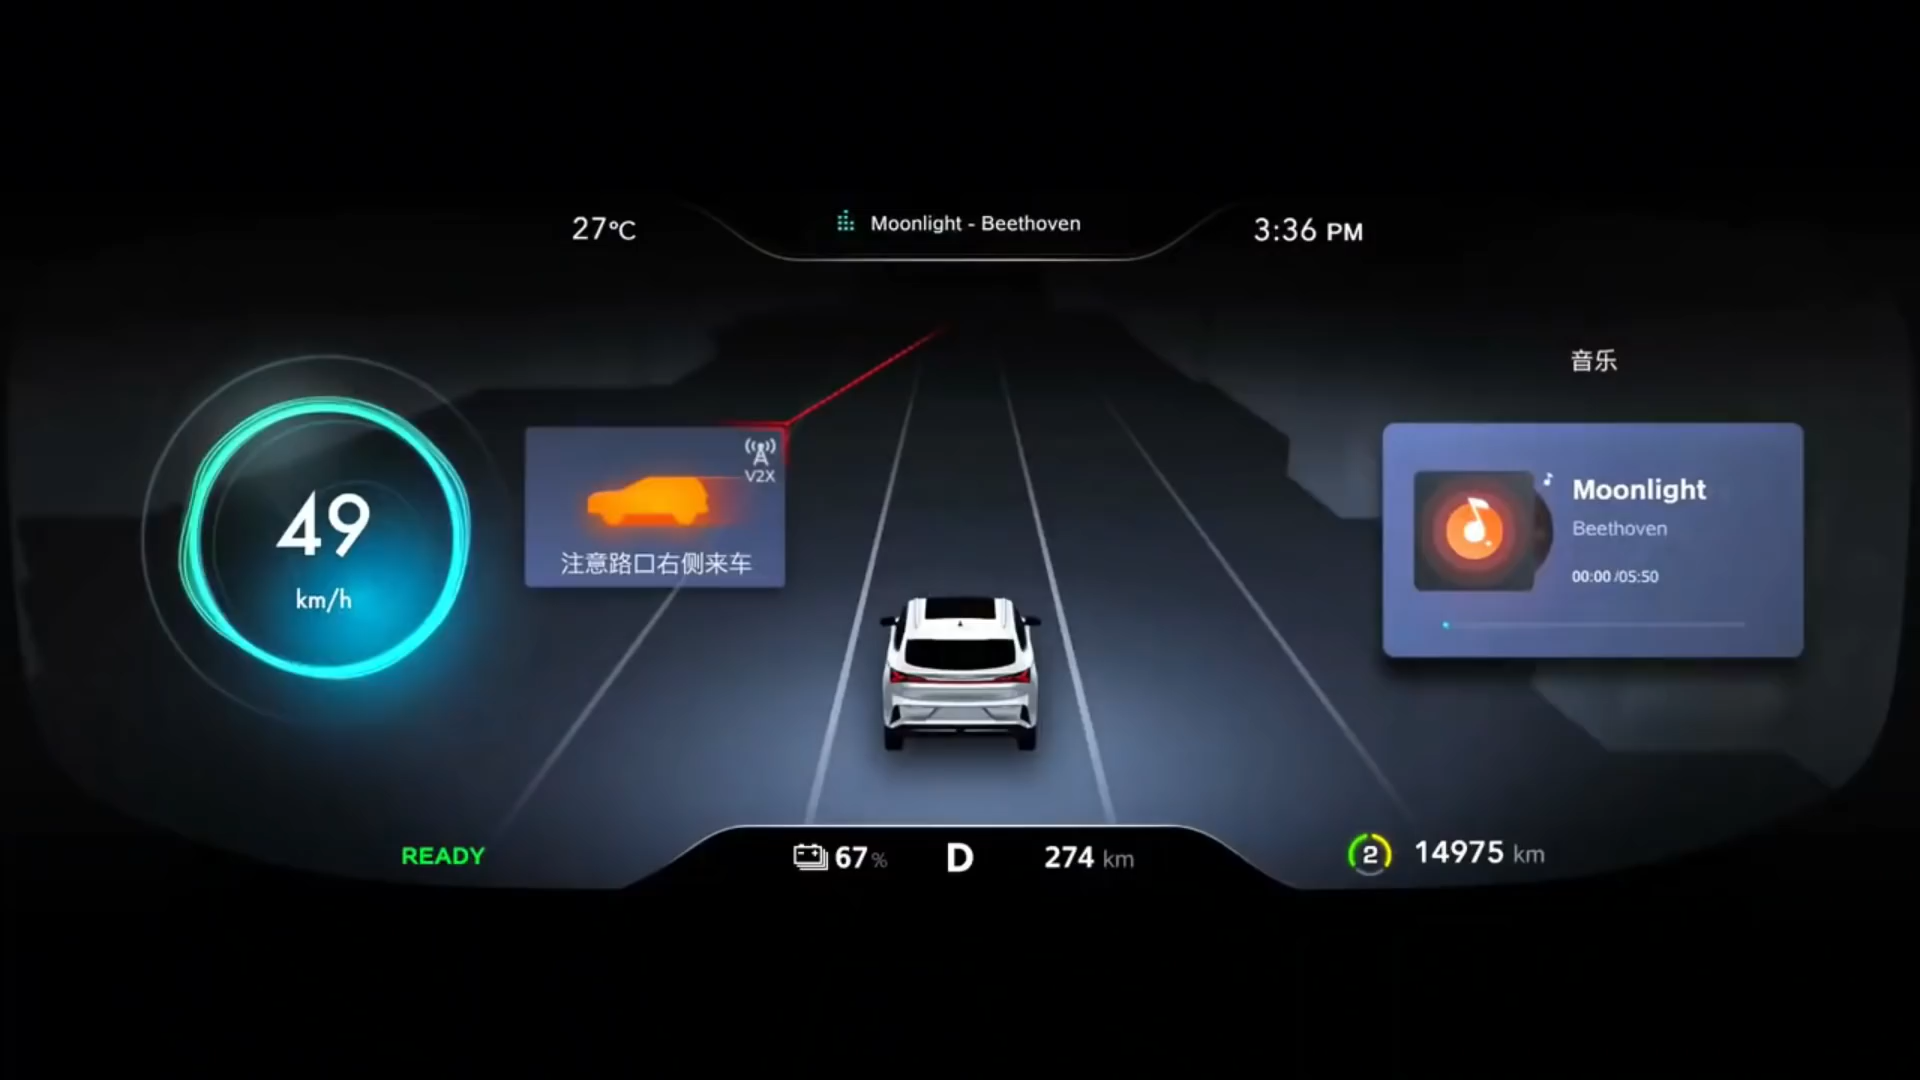 27°C
Moonlight - Beethoven
3:36 PM
音乐
V2X
注意路口右侧来车
49
km/h
Moonlight
Beethoven
00:00 /05:50
READY
67 %
D
274 km
2
14975 km